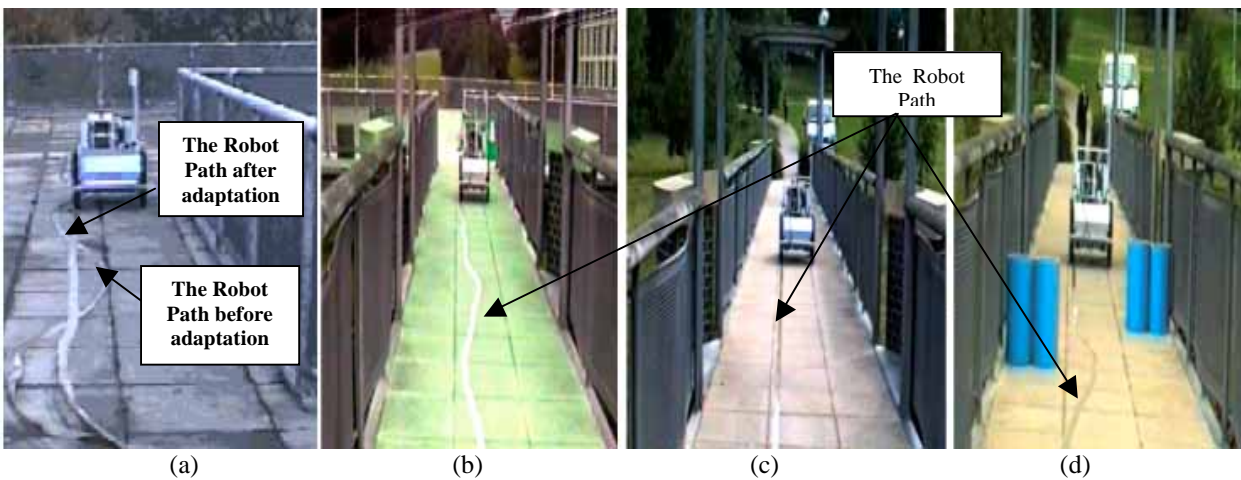 The Robot
Path after
adaptation
The Robot
Path before
adaptation
The Robot
Path
(a)
(b)
(c)
(d)